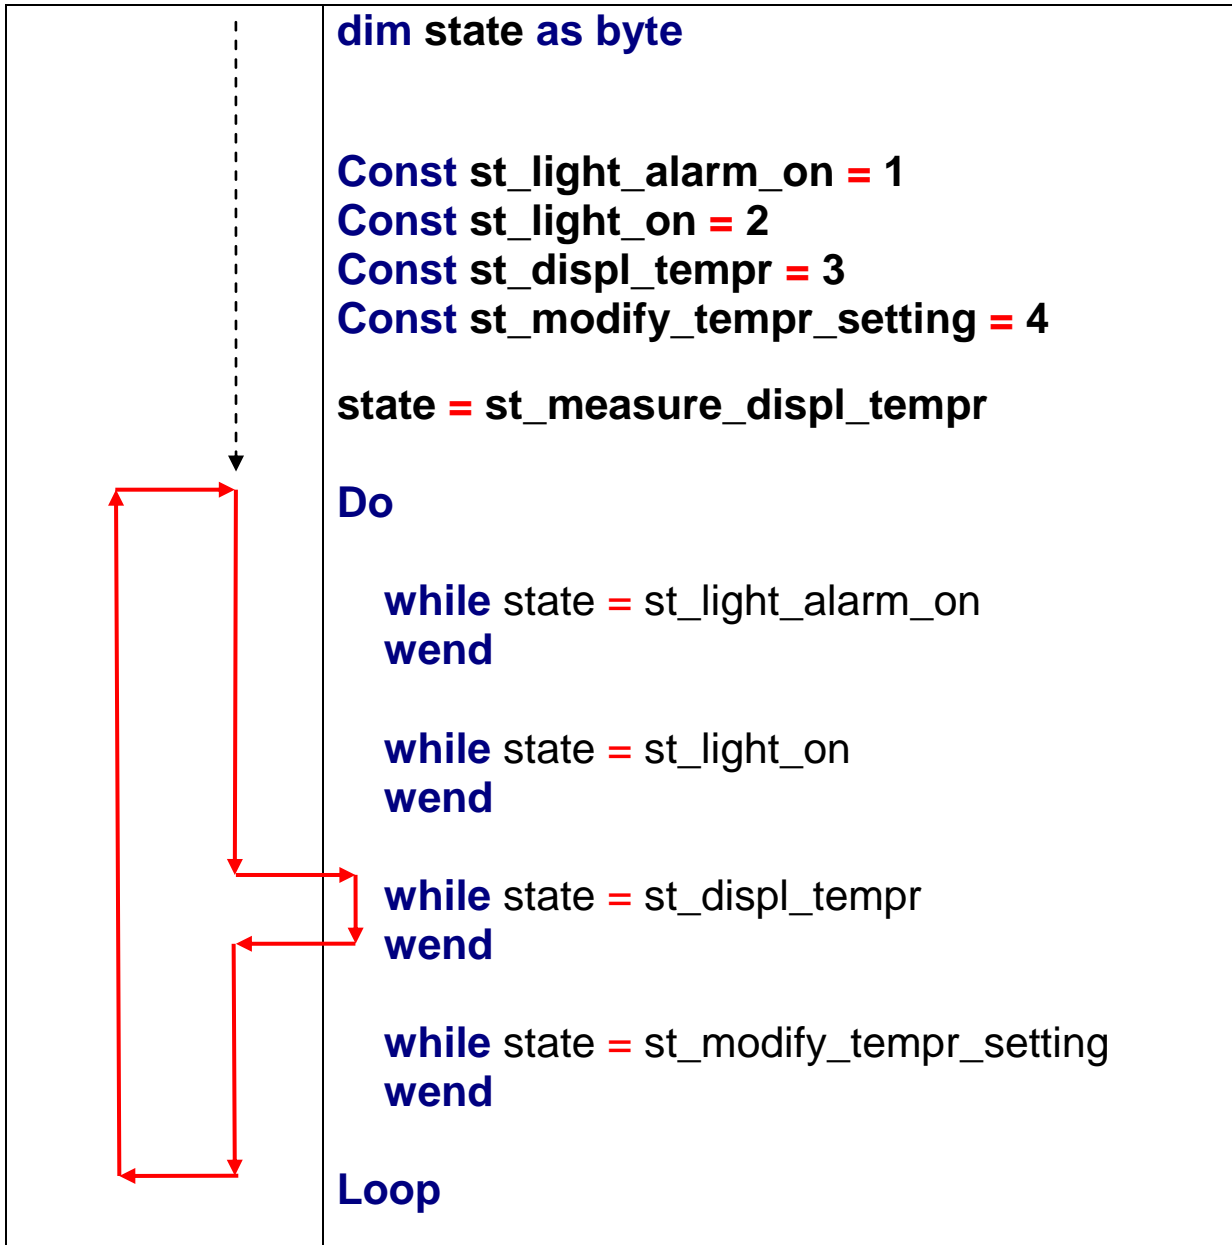 dim state as byte
Const st_light_alarm_on = 1
Const st_light_on = 2
Const st_displ_tempr = 3
Const st_modify_tempr_setting = 4
state = st_measure_displ_tempr
Do
while state = st_light_alarm_on
wend
while state = st_light_on
wend
while state = st_displ_tempr
wend
while state = st_modify_tempr_setting
wend
Loop